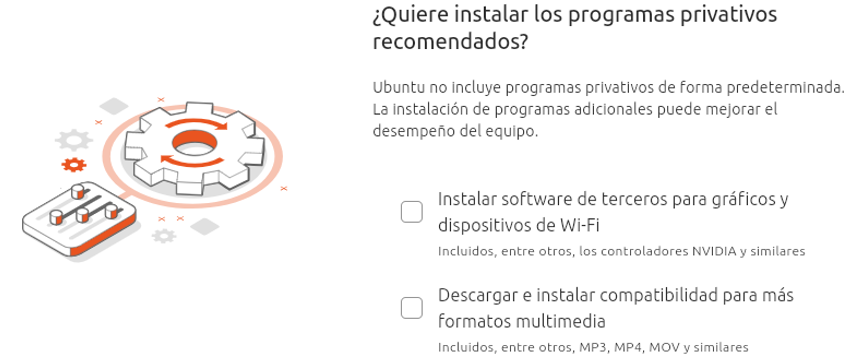 ¿Quiere instalar los programas privativos
recomendados?
Ubuntu no incluye programas privativos de forma predeterminada.
La instalación de programas adicionales puede mejorar el
desempeño del equipo.
Instalar software de terceros para gráficos y
dispositivos de Wi-Fi
Incluidos, entre otros, los controladores NVIDIA y similares
Descargar e instalar compatibilidad para más
formatos multimedia
Incluidos, entre otros, MP3, MP4, MOV y similares